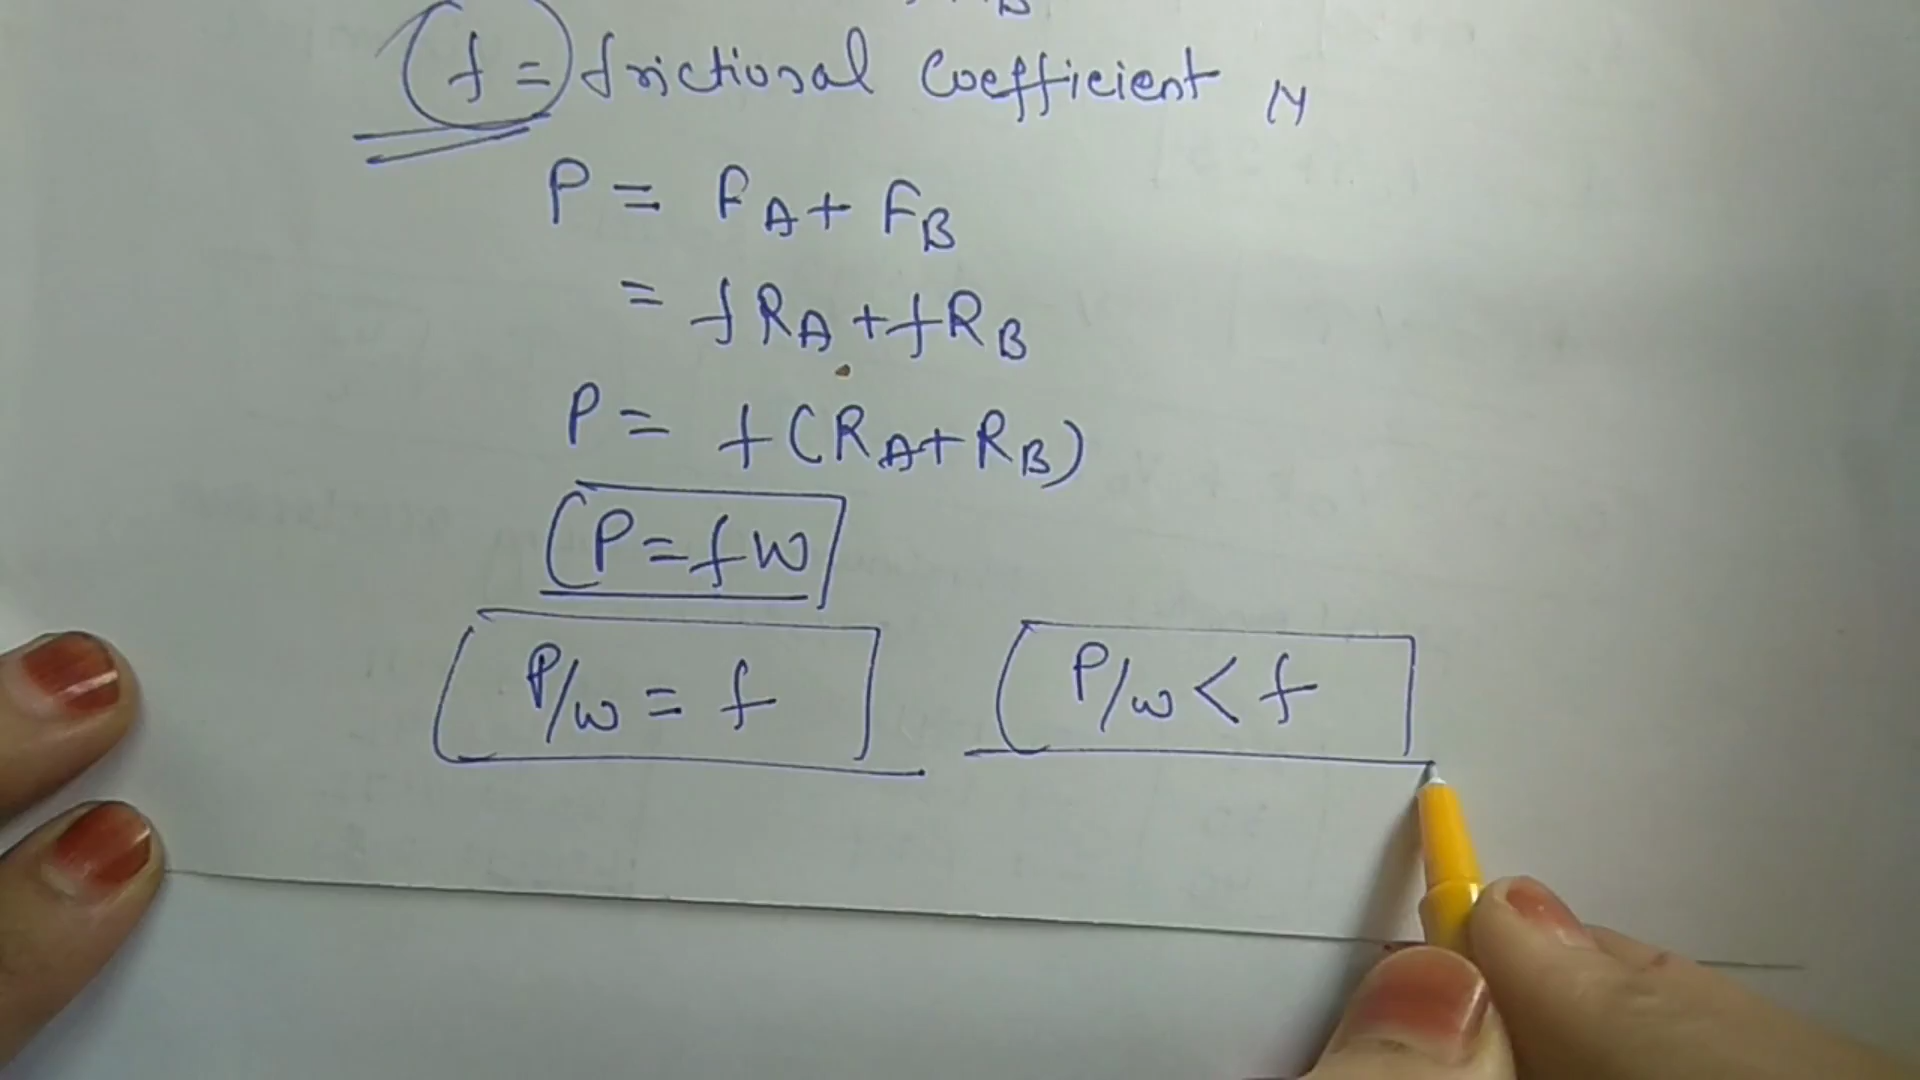 f = frictional Coefficient
P = FA + FB
= fRA + fRB
P = f(RA + RB)
P = fw
P/w = f P/w < f